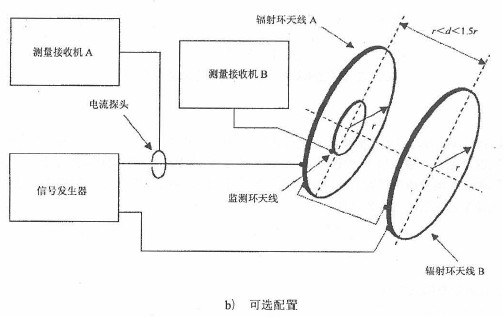 辐射环天线 A
r<d<1.5r
测量接收机 A
测量接收机 B
电流探头
r
r
信号发生器
监测环天线
辐射环天线 B
b) 可选配置